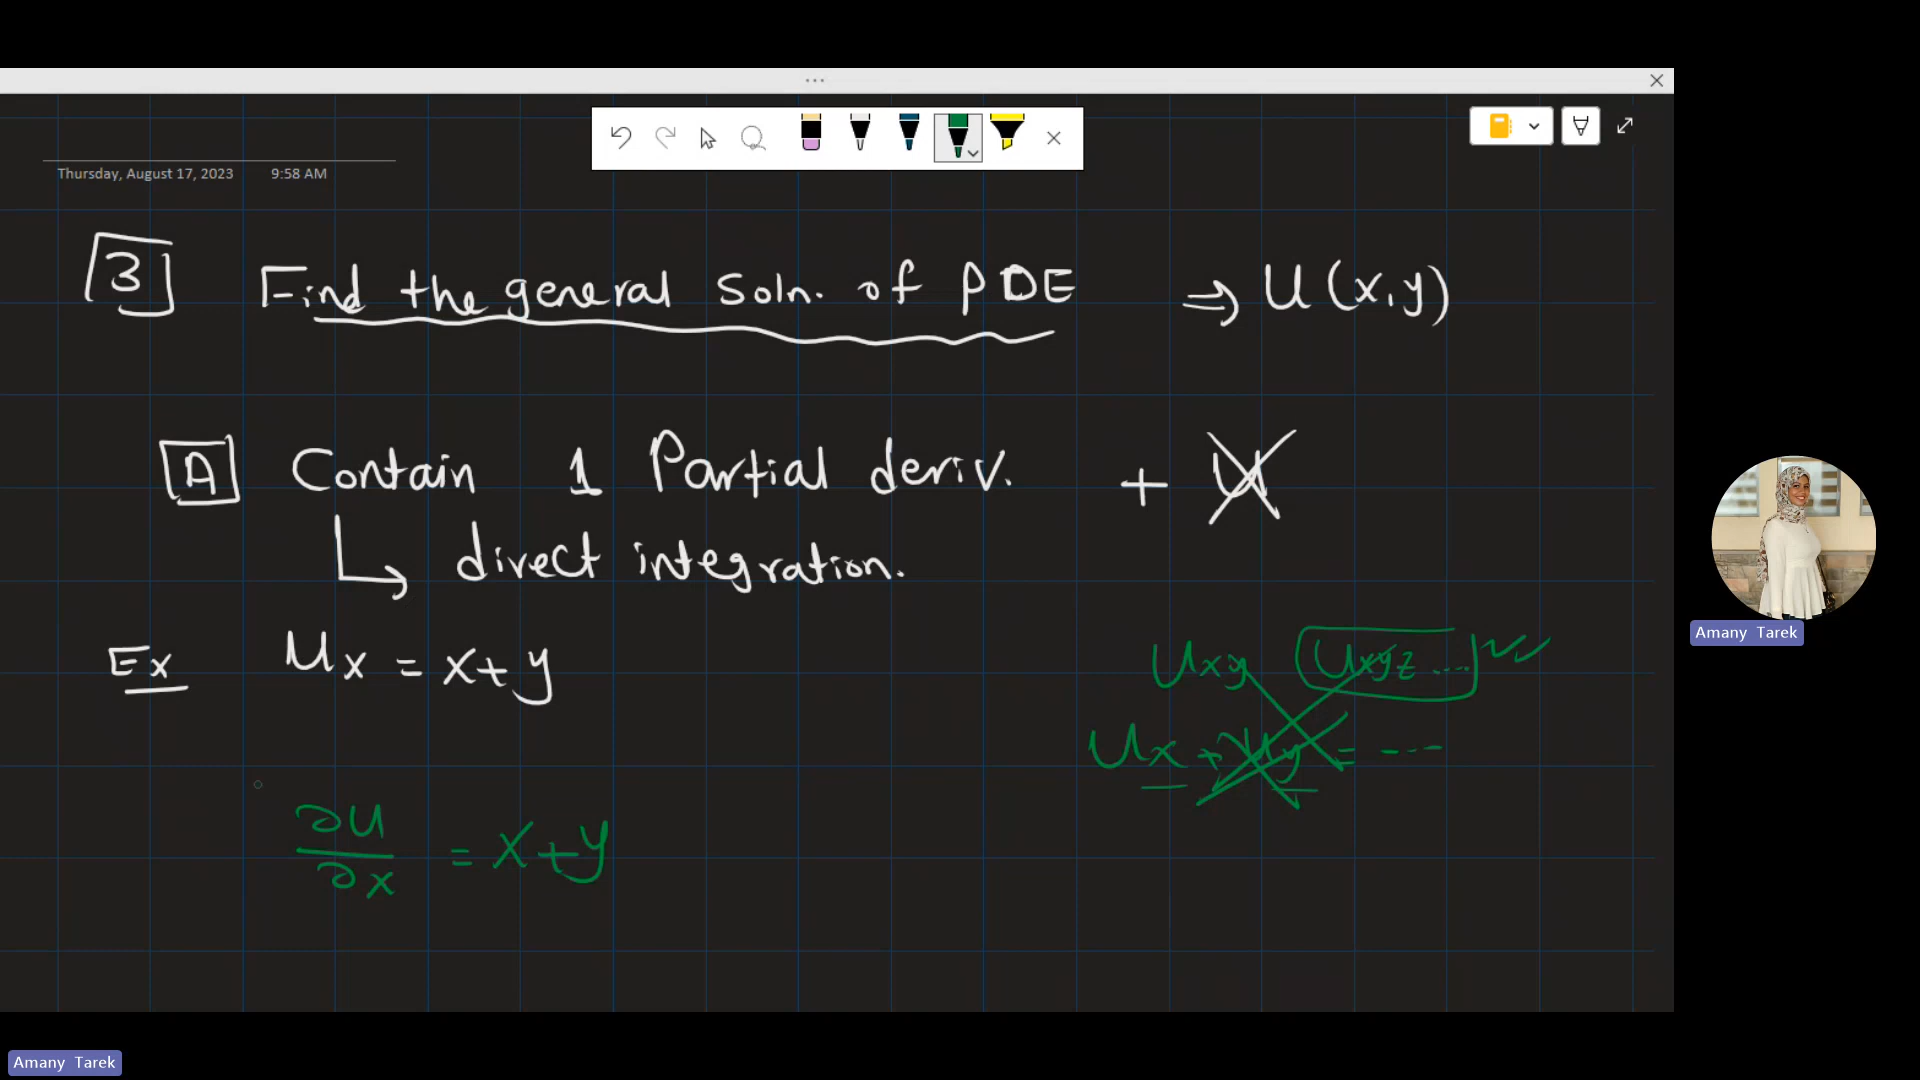 Thursday, August 17, 2023 9:58 AM
3 Find the general Soln. of PDE ⇒ U(x,y)
A Contain 1 Partial deriv. + U
↳ direct integration.
Ex Ux = x+y
Uxy Uxyz ....
Ux + Uy = ---
∂U/∂x = x+y
Amany Tarek
Amany Tarek